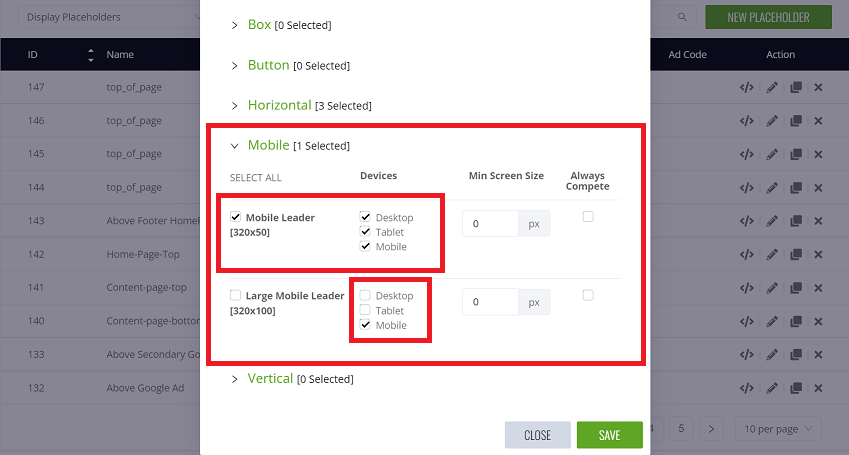 Display Placeholders
NEW PLACEHOLDER
ID Name Ad Code Action
147 top_of_page
146 top_of_page
145 top_of_page
144 top_of_page
143 Above Footer HomeP
142 Home-Page-Top
141 Content-page-top
140 Content-page-bottom
133 Above Secondary Go
132 Above Google Ad
4 5 10 per page
Box [0 Selected]
Button [0 Selected]
Horizontal [3 Selected]
Mobile [1 Selected]
SELECT ALL Devices Min Screen Size Always
Compete
Mobile Leader
[320x50]
Desktop
Tablet
Mobile
0 px
Large Mobile Leader
[320x100]
Desktop
Tablet
Mobile
0 px
Vertical [0 Selected]
CLOSE SAVE